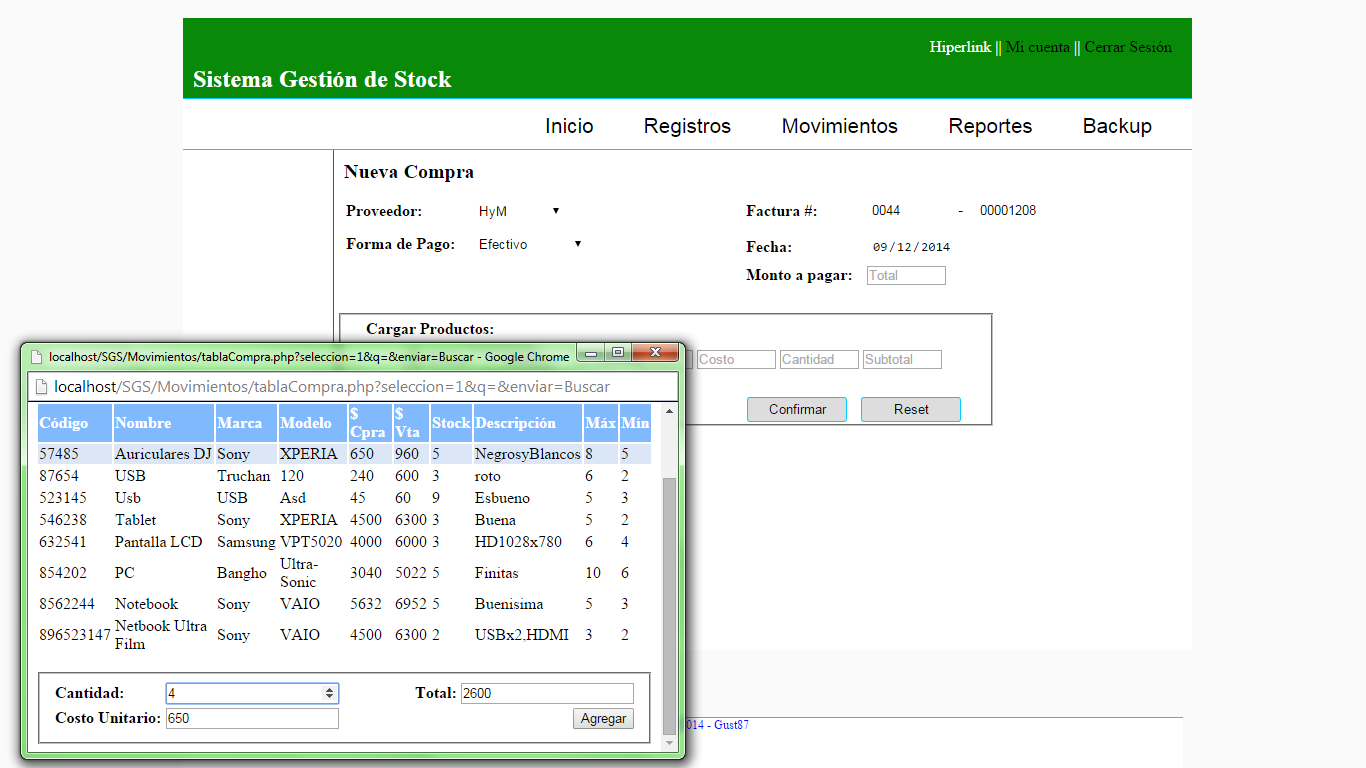 Hiperlink || Mi cuenta || Cerrar Sesión
Sistema Gestión de Stock
Inicio Registros Movimientos Reportes Backup
Nueva Compra
Proveedor: HyM Factura #: 0044 - 00001208
Forma de Pago: Efectivo Fecha: 09/12/2014
Monto a pagar: Total
Cargar Productos:
Costo Cantidad Subtotal
Confirmar Reset
localhost/SGS/Movimientos/tablaCompra.php?seleccion=1&q=&enviar=Buscar - Google Chrome
localhost/SGS/Movimientos/tablaCompra.php?seleccion=1&q=&enviar=Buscar
Código Nombre Marca Modelo $ Cpra $ Vta Stock Descripción Máx Mín
57485 Auriculares DJ Sony XPERIA 650 960 5 NegrosyBlancos 8 5
87654 USB Truchan 120 240 600 3 roto 6 2
523145 Usb USB Asd 45 60 9 Esbueno 5 3
546238 Tablet Sony XPERIA 4500 6300 3 Buena 5 2
632541 Pantalla LCD Samsung VPT5020 4000 6000 3 HD1028x780 6 4
854202 PC Bangho Ultra-Sonic 3040 5022 5 Finitas 10 6
8562244 Notebook Sony VAIO 5632 6952 5 Buenisima 5 3
896523147 Netbook Ultra Film Sony VAIO 4500 6300 2 USBx2,HDMI 3 2
Cantidad: 4 Total: 2600
Costo Unitario: 650 Agregar
014 - Gust87